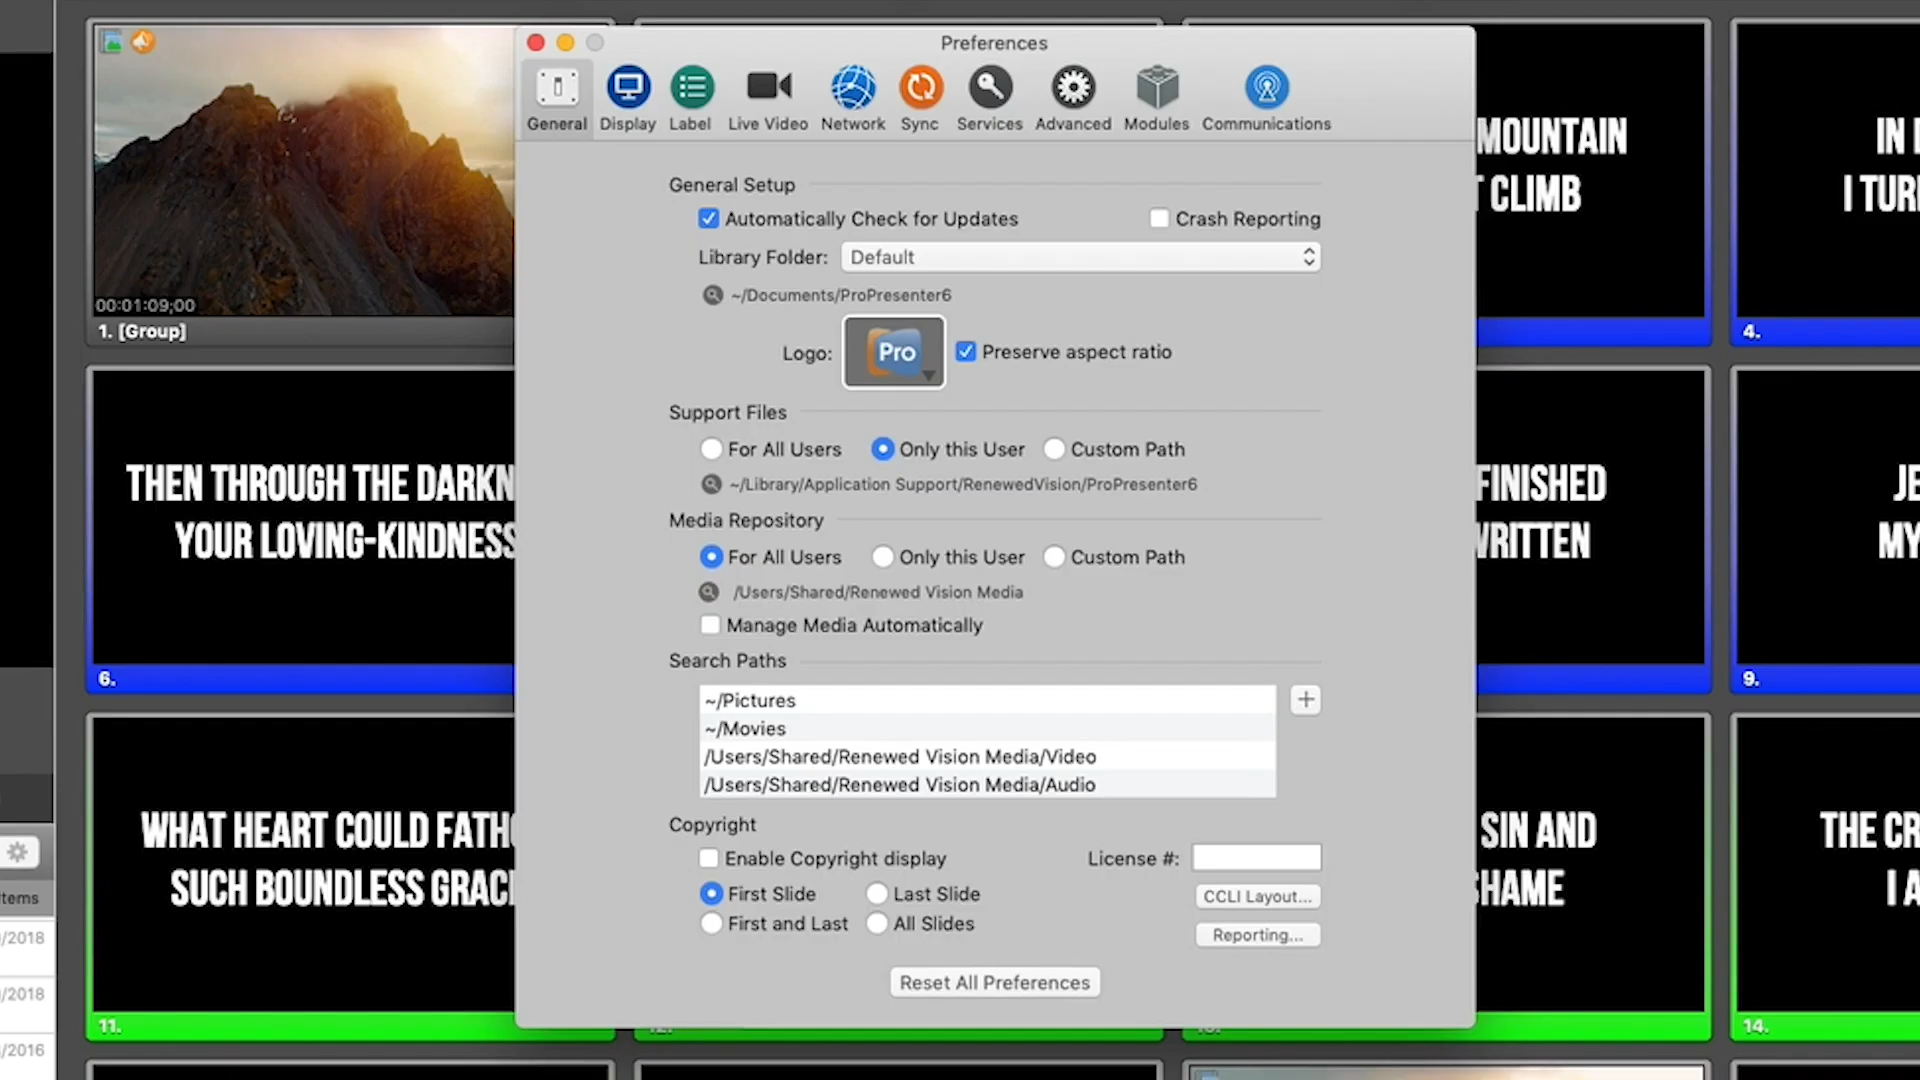 Preferences
General
Display
Label
Live Video
Network
Sync
Services
Advanced
Modules
Communications
General Setup
Automatically Check for Updates
Crash Reporting
Library Folder:
Default
~/Documents/ProPresenter6
Logo:
Pro
Preserve aspect ratio
Support Files
For All Users
Only this User
Custom Path
~/Library/Application Support/RenewedVision/ProPresenter6
Media Repository
For All Users
Only this User
Custom Path
/Users/Shared/Renewed Vision Media
Manage Media Automatically
Search Paths
~/Pictures
~/Movies
/Users/Shared/Renewed Vision Media/Video
/Users/Shared/Renewed Vision Media/Audio
Copyright
Enable Copyright display
License #:
First Slide
Last Slide
CCLI Layout...
First and Last
All Slides
Reporting...
Reset All Preferences
00:01:09;00
1. [Group]
MOUNTAIN
CLIMB
IN
I TUR
4.
THEN THROUGH THE DARKN
YOUR LOVING-KINDNESS
6.
FINISHED
WRITTEN
JE
MY
9.
WHAT HEART COULD FATH
SUCH BOUNDLESS GRAC
11.
SIN AND
SHAME
THE CR
I A
14.
tems
/2018
/2018
/2016